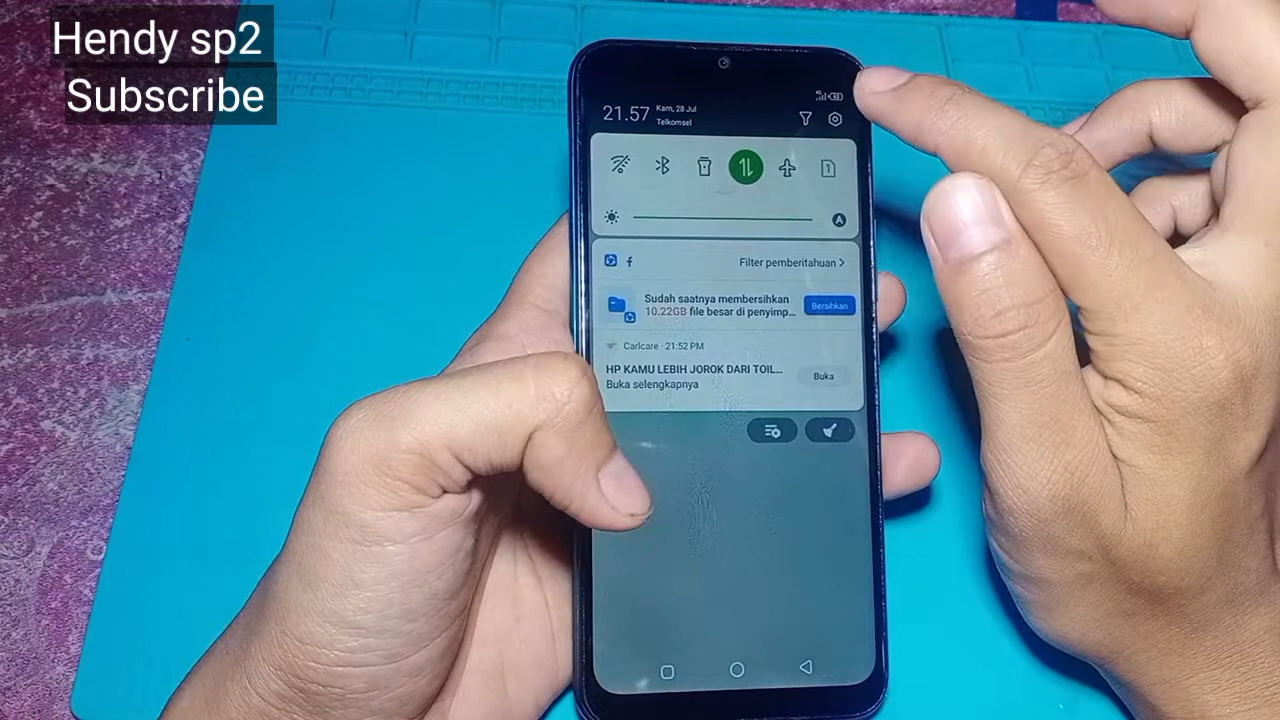 Hendy sp2
Subscribe
21.57 Kam, 28 Jul
Telkomsel
1
A
Filter pemberitahuan
Sudah saatnya membersihkan
10.22GB file besar di penyimp...
Bersihkan
Carlcare · 21:52 PM
HP KAMU LEBIH JOROK DARI TOIL...
Buka selengkapnya
Buka